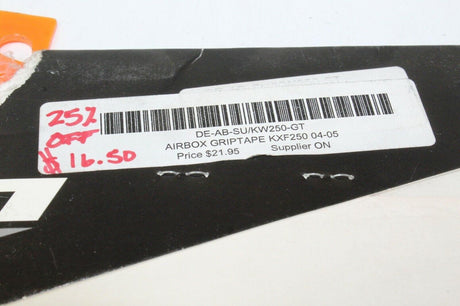 25%
OFF
$16.50
DE-AB-SU/KW250-GT
AIRBOX GRIPTAPE KXF250 04-05
Price $21.95 Supplier ON